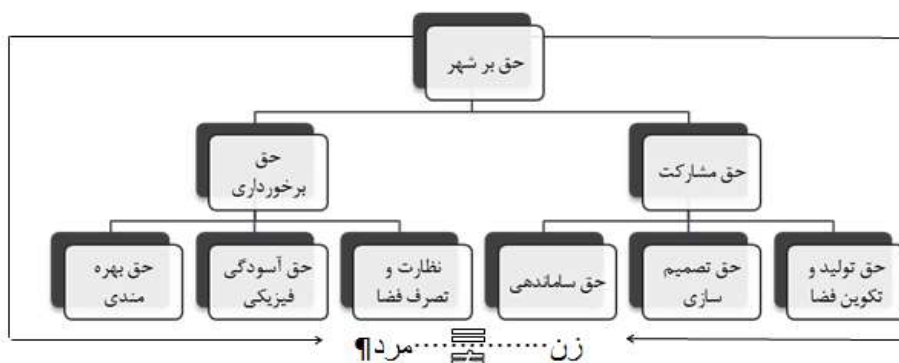 حق بر شهر
حق مشارکت
حق
برخورداری
حق تولید و
تکوین فضا
حق تصمیم
سازی
حق ساماندهی
نظارت و
تصرف فضا
حق آسودگی
فیزیکی
حق بهره
مندی
زن...............مرد¶